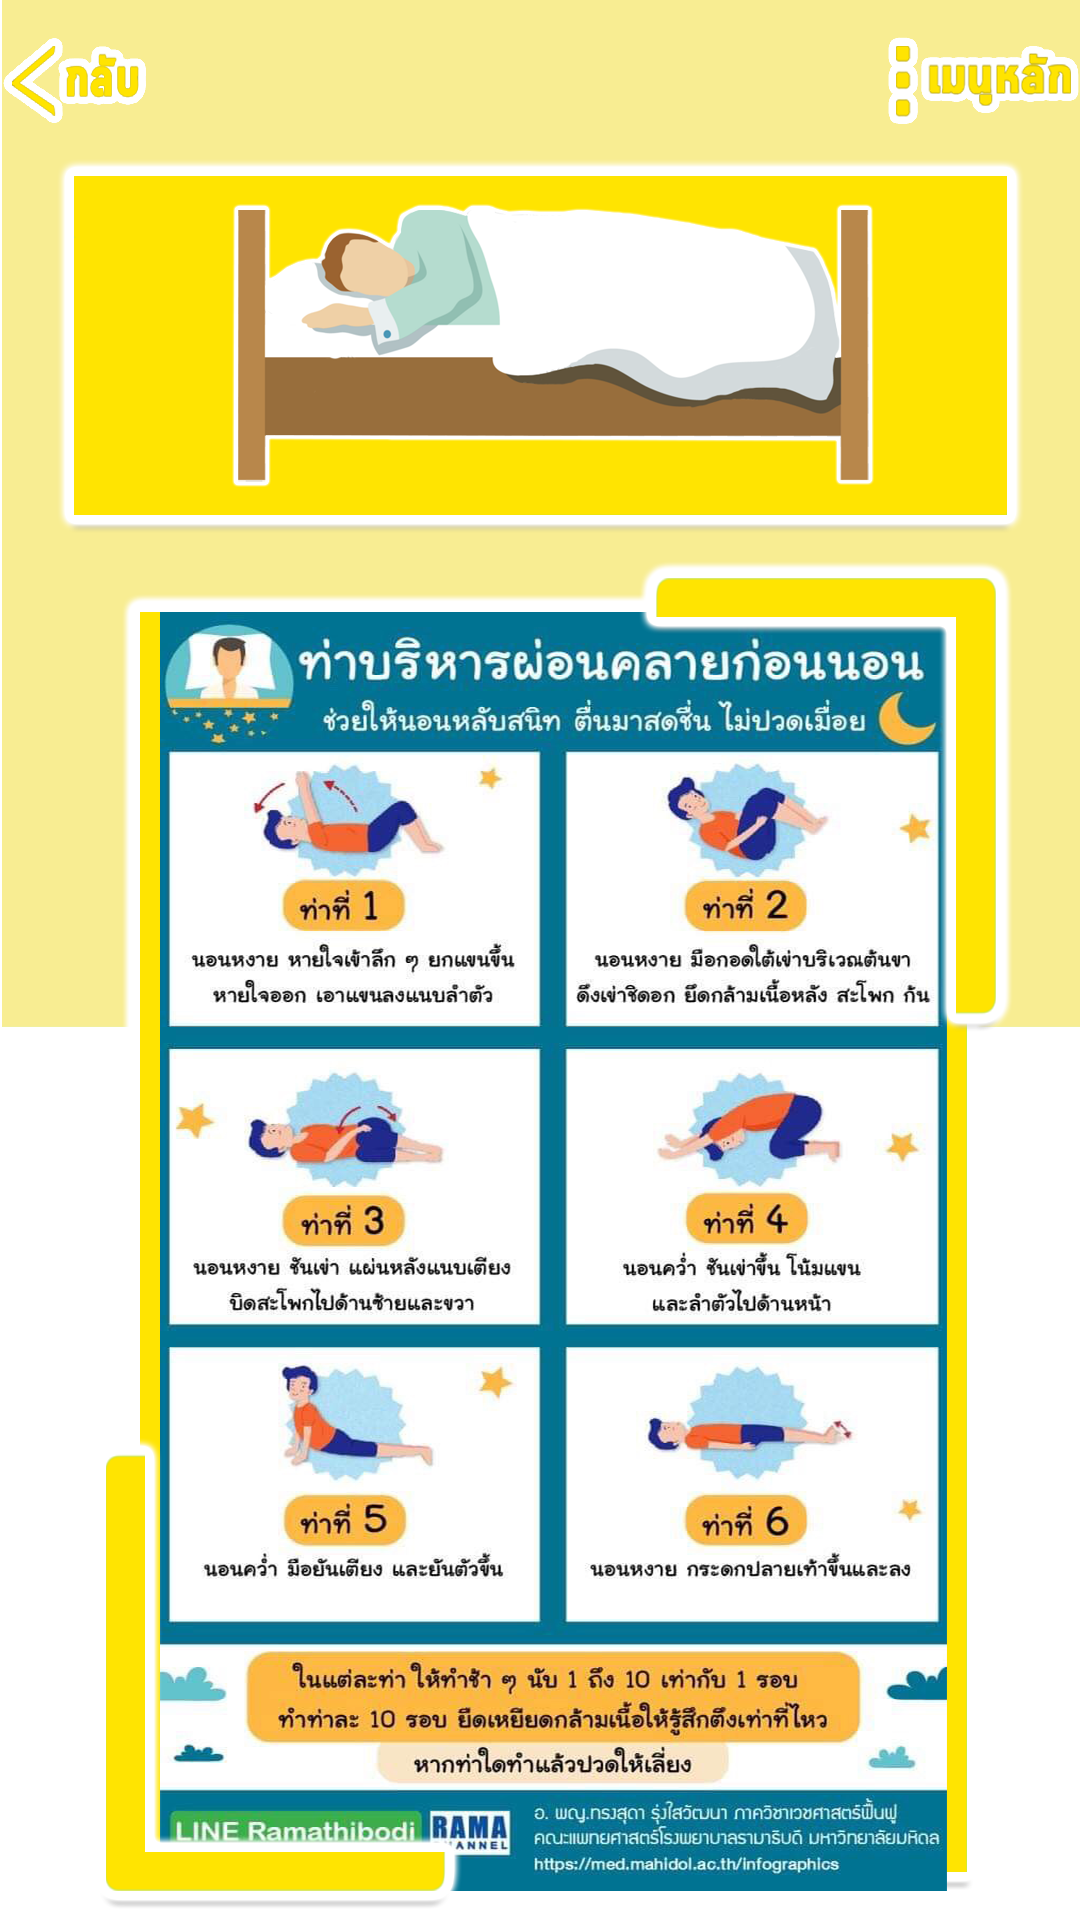 กลับ
เมนูหลัก
ท่าบริหารผ่อนคลายก่อนนอน
ช่วยให้นอนหลับสนิท ตื่นมาสดชื่น ไม่ปวดเมื่อย
ท่าที่ 1
นอนหงาย หายใจเข้าลึก ๆ ยกแขนขึ้น
หายใจออก เอาแขนลงแนบลำตัว
ท่าที่ 2
นอนหงาย มือกอดใต้เข่าบริเวณต้นขา
ดึงเข่าชิดอก ยืดกล้ามเนื้อหลัง สะโพก ก้น
ท่าที่ 3
นอนหงาย ชันเข่า แผ่นหลังแนบเตียง
บิดสะโพกไปด้านซ้ายและขวา
ท่าที่ 4
นอนคว่ำ ชันเข่าขึ้น โน้มแขน
และลำตัวไปด้านหน้า
ท่าที่ 5
นอนคว่ำ มือยันเตียง และยันตัวขึ้น
ท่าที่ 6
นอนหงาย กระดกปลายเท้าขึ้นและลง
ในแต่ละท่า ให้ทำช้า ๆ นับ 1 ถึง 10 เท่ากับ 1 รอบ
ทำท่าละ 10 รอบ ยืดเหยียดกล้ามเนื้อให้รู้สึกตึงเท่าที่ไหว
หากท่าใดทำแล้วปวดให้เลี่ยง
LINE Ramathibodi
RAMA
CHANNEL
อ. พญ.ทรงสุดา รุ่งใสวัฒนา ภาควิชาเวชศาสตร์ฟื้นฟู
คณะแพทยศาสตร์โรงพยาบาลรามาธิบดี มหาวิทยาลัยมหิดล
https://med.mahidol.ac.th/infographics